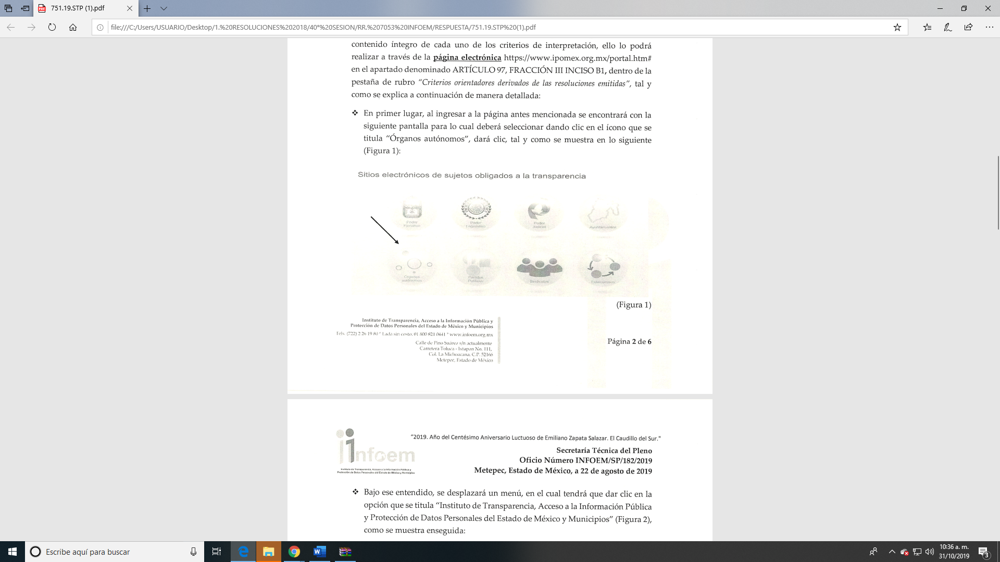 751.19.STP (1).pdf
file:///C:/Users/USUARIO/Desktop/1.%20RESOLUCIONES%202018/40°%20SESION/RR.%207053%20INFOEM/RESPUESTA/751.19.STP%20(1).pdf
contenido íntegro de cada uno de los criterios de interpretación, ello lo podrá
realizar a través de la página electrónica https://www.ipomex.org.mx/portal.htm#
en el apartado denominado ARTÍCULO 97, FRACCIÓN III INCISO B1, dentro de la
pestaña de rubro “Criterios orientadores derivados de las resoluciones emitidas”, tal y
como se explica a continuación de manera detallada:
❖ En primer lugar, al ingresar a la página antes mencionada se encontrará con la
siguiente pantalla para lo cual deberá seleccionar dando clic en el ícono que se
titula “Órganos autónomos”, dará clic, tal y como se muestra en lo siguiente
(Figura 1):
Sitios electrónicos de sujetos obligados a la transparencia
Poder Ejecutivo
Poder Legislativo
Poder Judicial
Ayuntamientos
Órganos autónomos
Partidos Políticos
Sindicatos
Fideicomisos
(Figura 1)
Instituto de Transparencia, Acceso a la Información Pública y
Protección de Datos Personales del Estado de México y Municipios
Tels. (722) 2 26 19 80 * Lada sin costo: 01 800 821 0441 * www.infoem.org.mx
Calle de Pino Suárez s/n actualmente
Carretera Toluca - Ixtapan No. 111,
Col. La Michoacana, C.P. 52166
Metepec, Estado de México
Página 2 de 6
infoem
Instituto de Transparencia, Acceso a la Información Pública y
Protección de Datos Personales del Estado de México y Municipios
"2019. Año del Centésimo Aniversario Luctuoso de Emiliano Zapata Salazar. El Caudillo del Sur."
Secretaría Técnica del Pleno
Oficio Número INFOEM/SP/182/2019
Metepec, Estado de México, a 22 de agosto de 2019
❖ Bajo ese entendido, se desplazará un menú, en el cual tendrá que dar clic en la
opción que se titula “Instituto de Transparencia, Acceso a la Información Pública
y Protección de Datos Personales del Estado de México y Municipios” (Figura 2),
como se muestra enseguida:
Escribe aquí para buscar
10:36 a. m.
31/10/2019
3